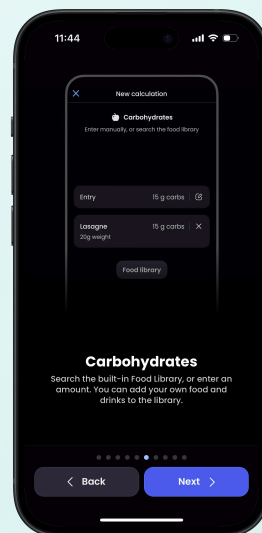 11:44
New calculation
Carbohydrates
Enter manually, or search the food library
Entry 15 g carbs
Lasagne 15 g carbs
20g weight
Food library
Carbohydrates
Search the built-in Food Library, or enter an
amount. You can add your own food and
drinks to the library.
Back Next